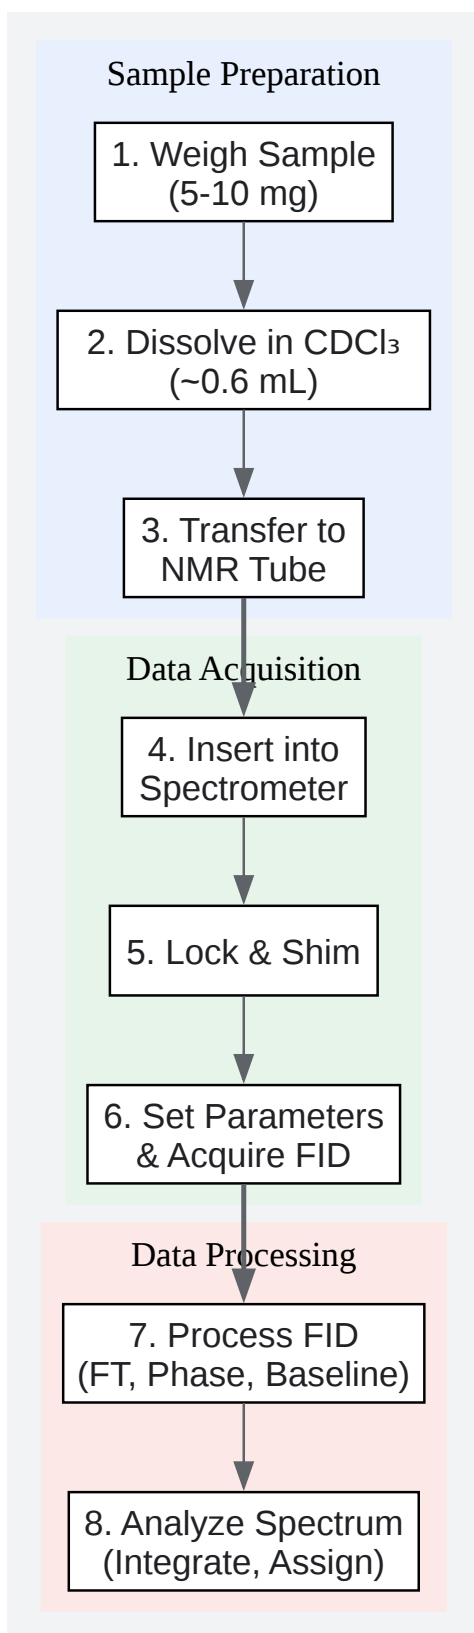 Sample Preparation
1. Weigh Sample
(5-10 mg)
2. Dissolve in CDCl₃
(~0.6 mL)
3. Transfer to
NMR Tube
Data Acquisition
4. Insert into
Spectrometer
5. Lock & Shim
6. Set Parameters
& Acquire FID
Data Processing
7. Process FID
(FT, Phase, Baseline)
8. Analyze Spectrum
(Integrate, Assign)